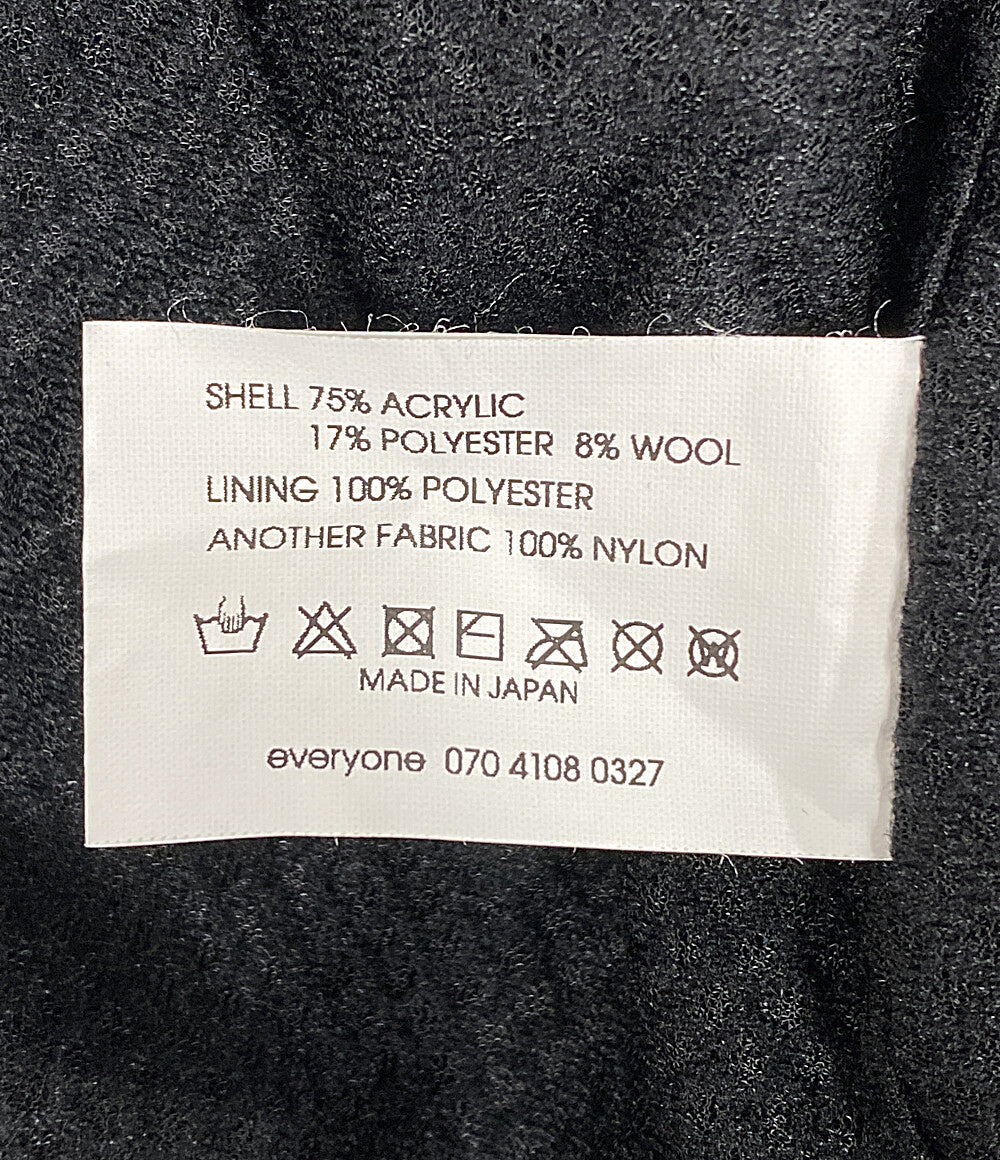 SHELL 75% ACRYLIC
17% POLYESTER 8% WOOL
LINING 100% POLYESTER
ANOTHER FABRIC 100% NYLON
W
MADE IN JAPAN
everyone 070 4108 0327